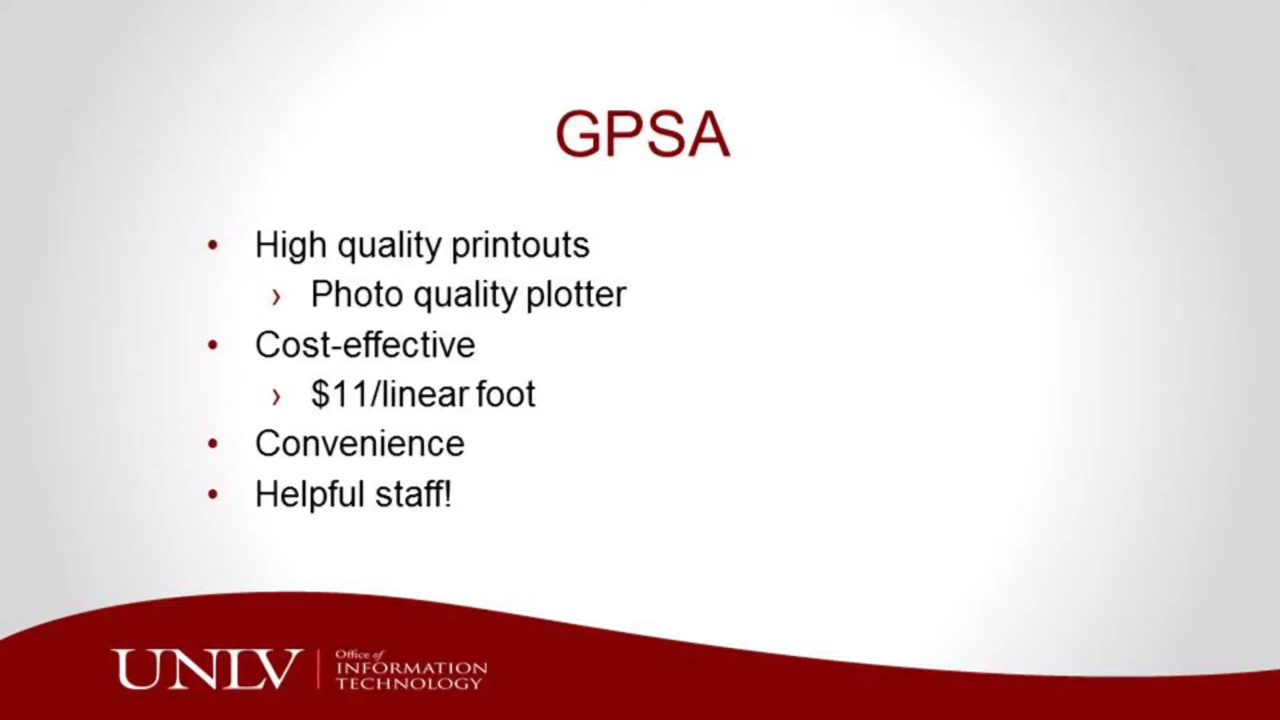 GPSA
• High quality printouts
› Photo quality plotter
• Cost-effective
› $11/linear foot
• Convenience
• Helpful staff!
UNLV
Office of
INFORMATION
TECHNOLOGY